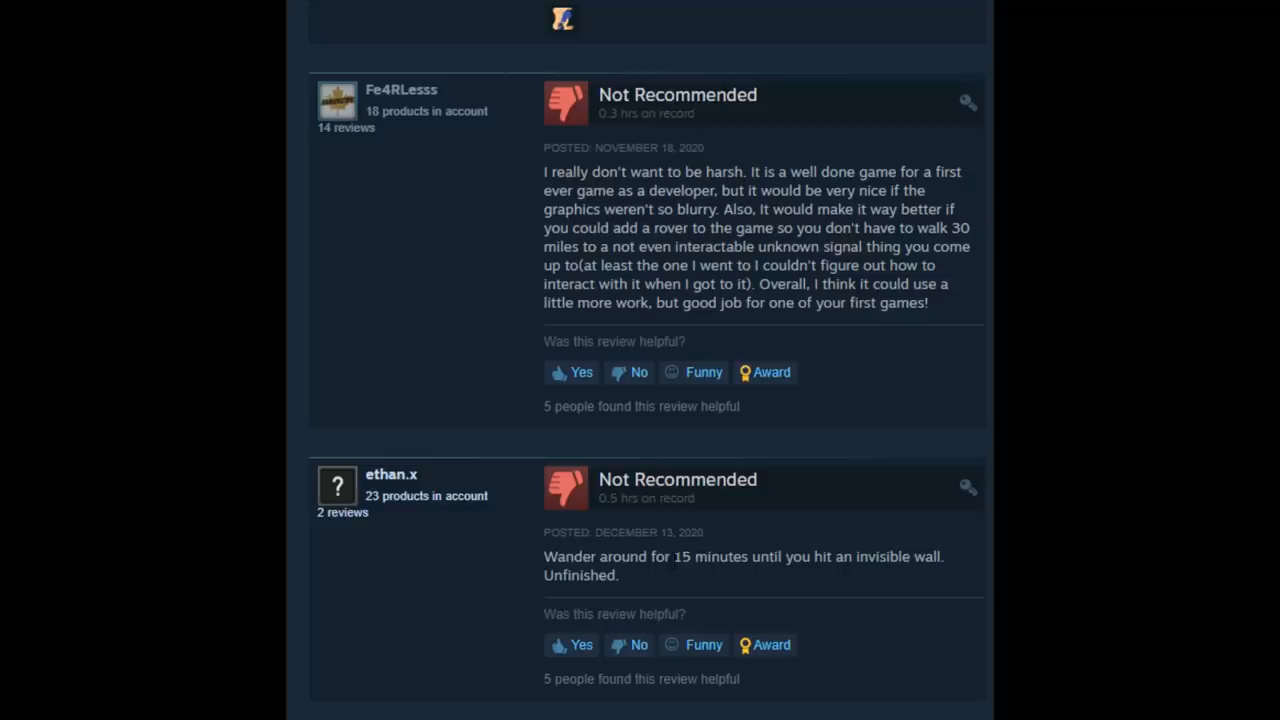 Fe4RLesss
18 products in account
14 reviews
Not Recommended
0.3 hrs on record
POSTED: NOVEMBER 18, 2020
I really don't want to be harsh. It is a well done game for a first
ever game as a developer, but it would be very nice if the
graphics weren't so blurry. Also, It would make it way better if
you could add a rover to the game so you don't have to walk 30
miles to a not even interactable unknown signal thing you come
up to(at least the one I went to I couldn't figure out how to
interact with it when I got to it). Overall, I think it could use a
little more work, but good job for one of your first games!
Was this review helpful?
Yes No Funny Award
5 people found this review helpful
ethan.x
23 products in account
2 reviews
Not Recommended
0.5 hrs on record
POSTED: DECEMBER 13, 2020
Wander around for 15 minutes until you hit an invisible wall.
Unfinished.
Was this review helpful?
Yes No Funny Award
5 people found this review helpful